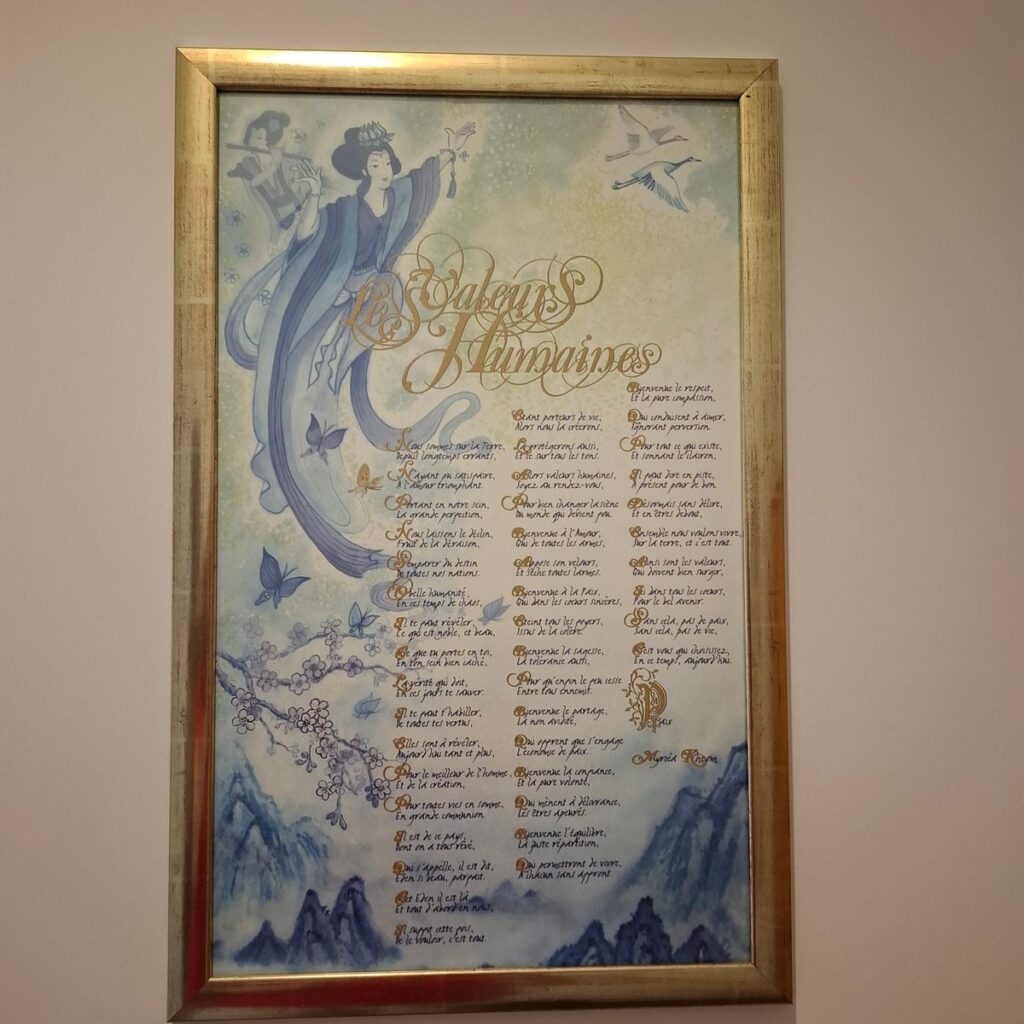 Les Valeurs
Humaines
Nous sommes sur la Terre,
Depuis longtemps errants,
N'ayant pu satisfaire,
A l'amour triomphant.
Portant en notre sein,
La grande perfection,
Nous laissons le déclin,
Fruit de la déraison,
S'emparer du destin
De toutes nos nations.
O belle humanité,
En ces temps de chaos,
Il te faut révéler,
Ce qui est noble, et beau,
Ce que tu portes en toi,
En ton sein bien caché,
La vérité qui doit,
En ces jours te sauver.
Il te faut t'habiller,
De toutes tes vertus,
Elles sont à révéler,
Aujourd'hui tant et plus,
Pour le meilleur de l'homme,
Et de la création,
Pour toutes vies en somme,
En grande communion.
Il est de ce pays,
Dont on a tous rêvé,
Qui s'appelle, il est dit,
Eden si beau, parfait.
Cet Eden il est là,
Et tout d'abord en nous,
Il suffit cette fois,
De le vouloir, c'est tout.
Etant porteurs de vie,
Alors nous la créerons,
La protégerons aussi,
Et ce sur tous les tons.
Alors valeurs humaines,
Soyez au rendez-vous,
Pour bien changer la scène
Du monde qui devient fou.
Bienvenue à l'Amour,
Qui de toutes les armes,
Appose son velours,
Et sèche toutes larmes.
Bienvenue à la Paix,
Qui dans les coeurs sincères,
Eteint tous les foyers,
Issus de la colère.
Bienvenue la sagesse,
La tolérance aussi,
Pour qu'enfin le feu cesse
Entre tous ennemis.
Bienvenue le partage,
La non avidité,
Qui offrent que s'engage
L'économie de paix.
Bienvenue la confiance,
Et la pure volonté,
Qui mènent à délivrance,
Les êtres apeurés.
Bienvenue l'équilibre,
La juste répartition,
Qui permettront de vivre,
A chacun sans affront.
Bienvenue le respect,
Et la pure compassion,
Qui conduisent à aimer,
Ignorant perversion.
Pour tout ce qui existe,
Et sonnant le clairon,
Il faut dire en piste,
A présent pour de bon.
Désormais sans délire,
Et en êtres debout,
Ensemble nous voulons vivre,
Sur la terre, et c'est tout.
Ainsi sont les valeurs,
Qui doivent bien surgir,
Ici dans tous les coeurs,
Pour le bel avenir.
Sans cela, pas de paix,
Sans cela, pas de vie,
C'est vous qui choisissez,
En ce temps, aujourd'hui.
Paix